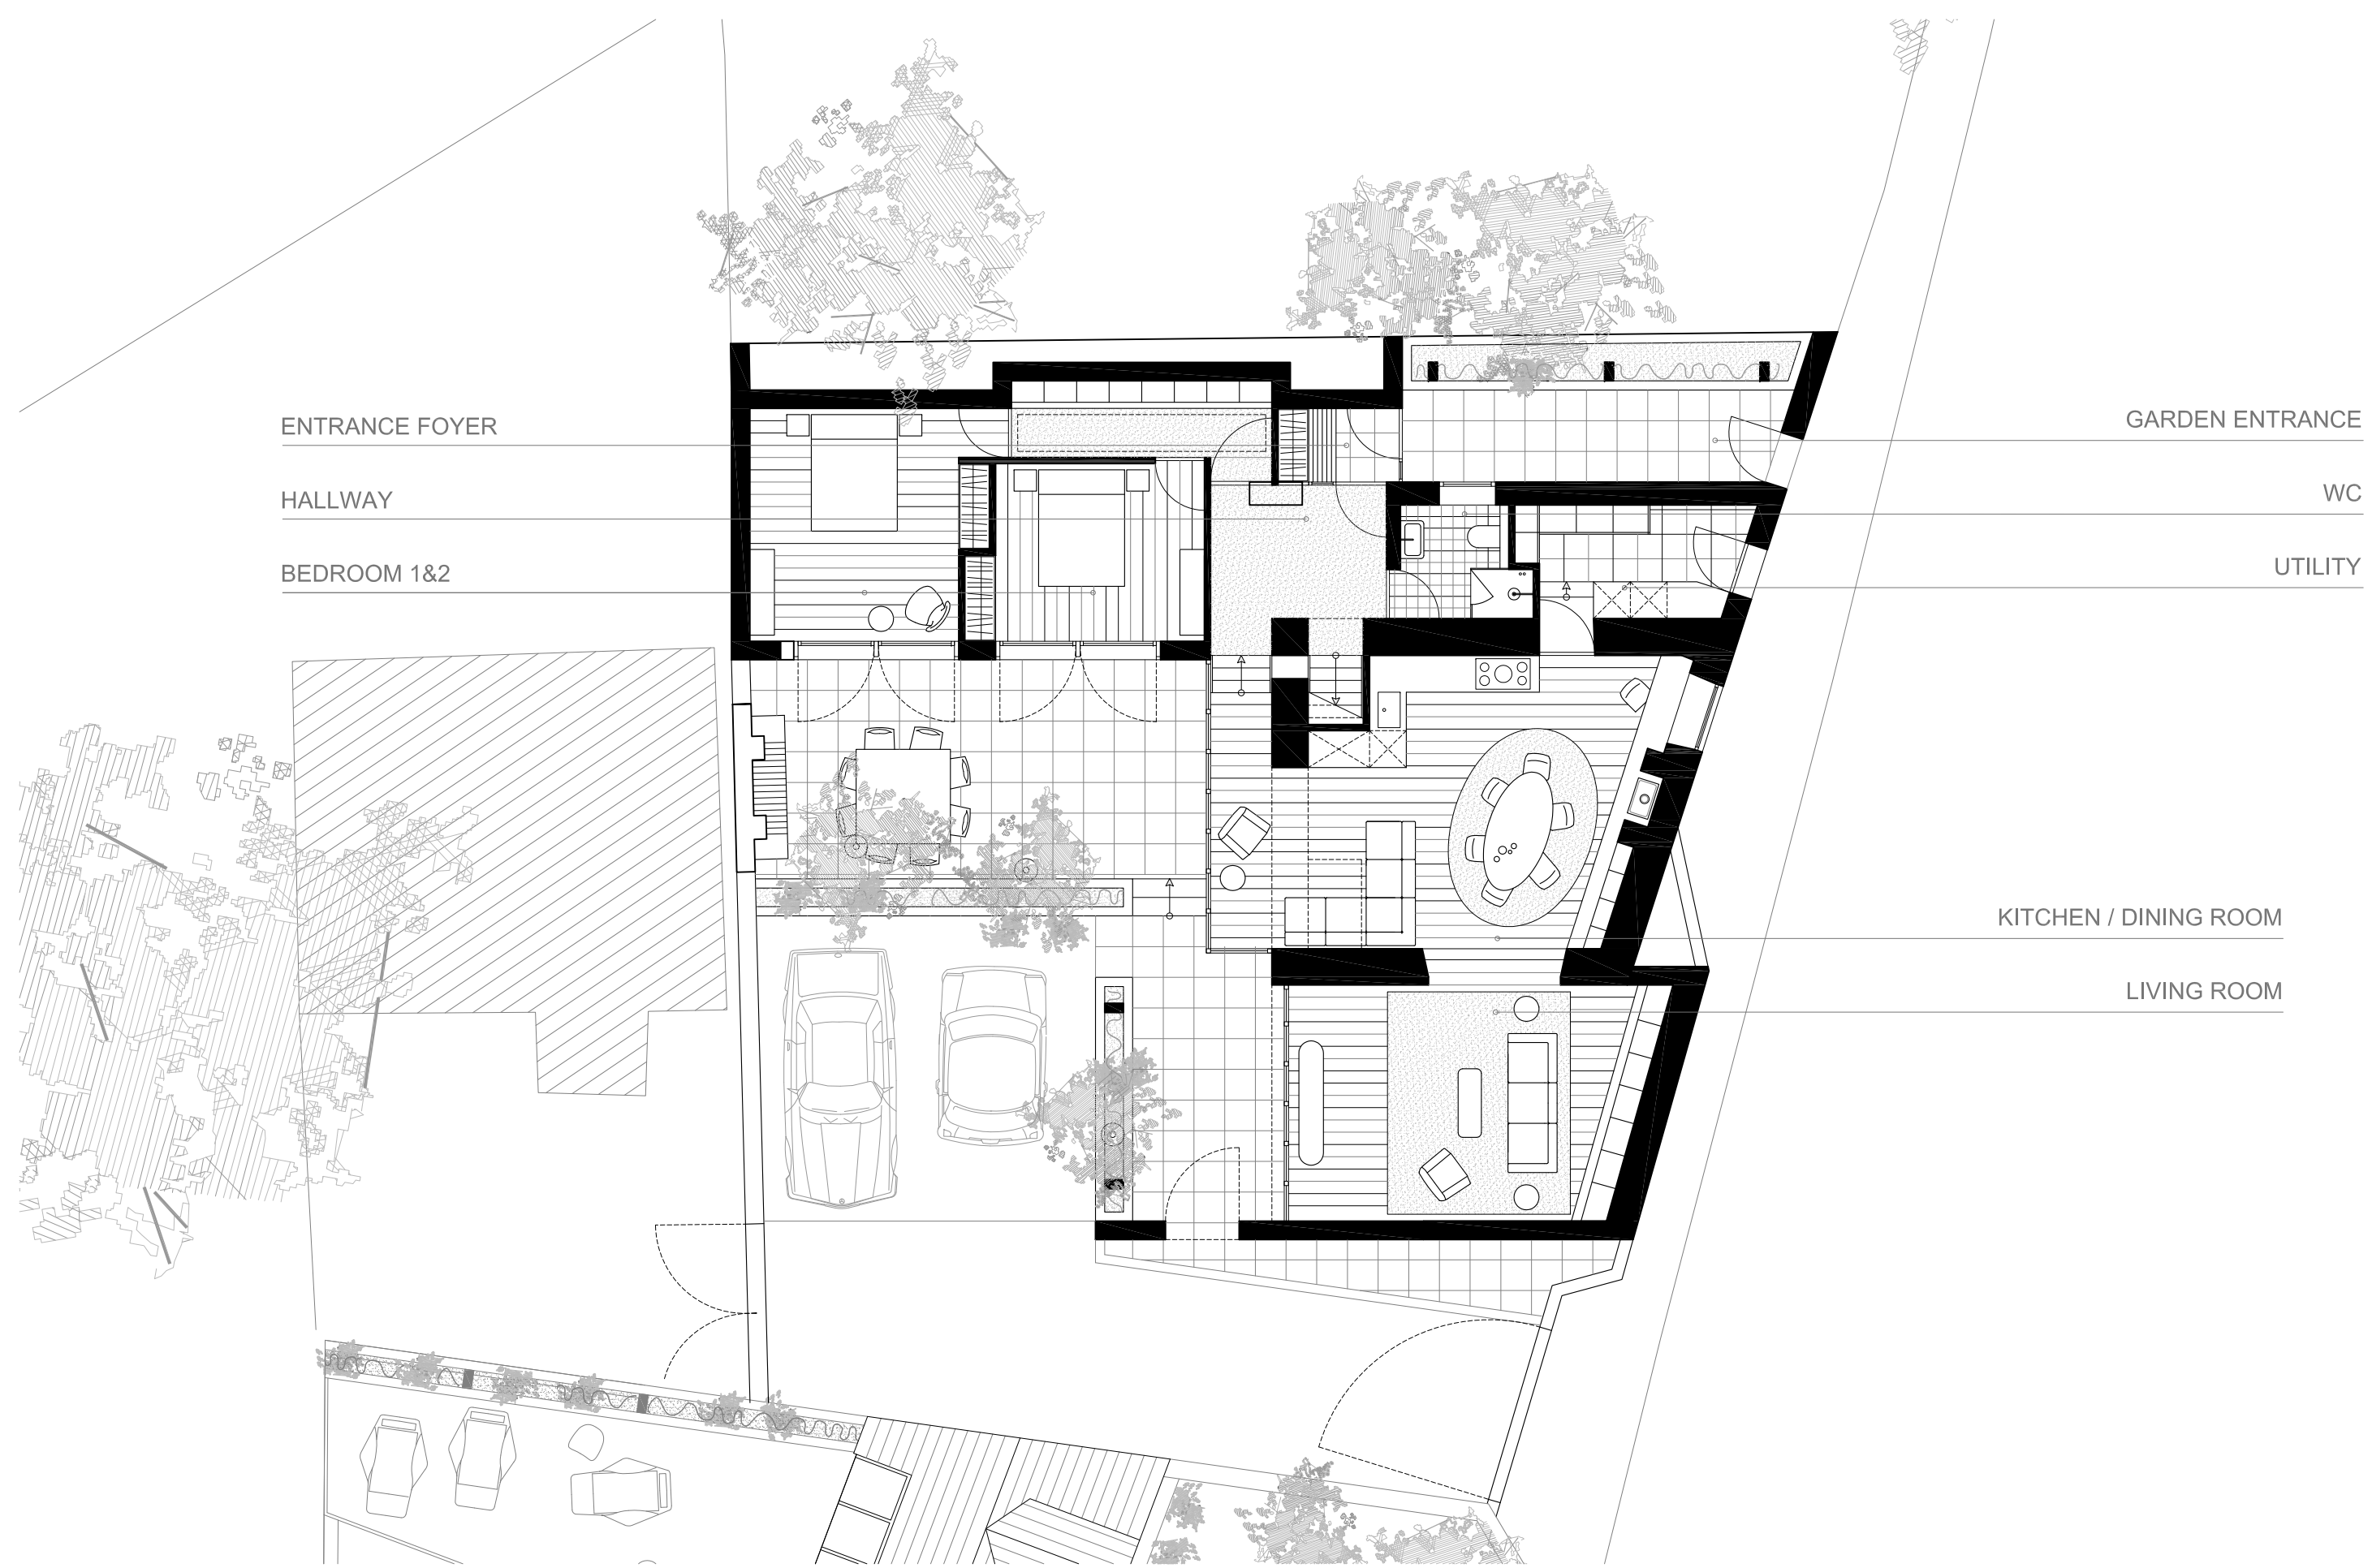 ENTRANCE FOYER
HALLWAY
BEDROOM 1&2
GARDEN ENTRANCE
WC
UTILITY
KITCHEN / DINING ROOM
LIVING ROOM